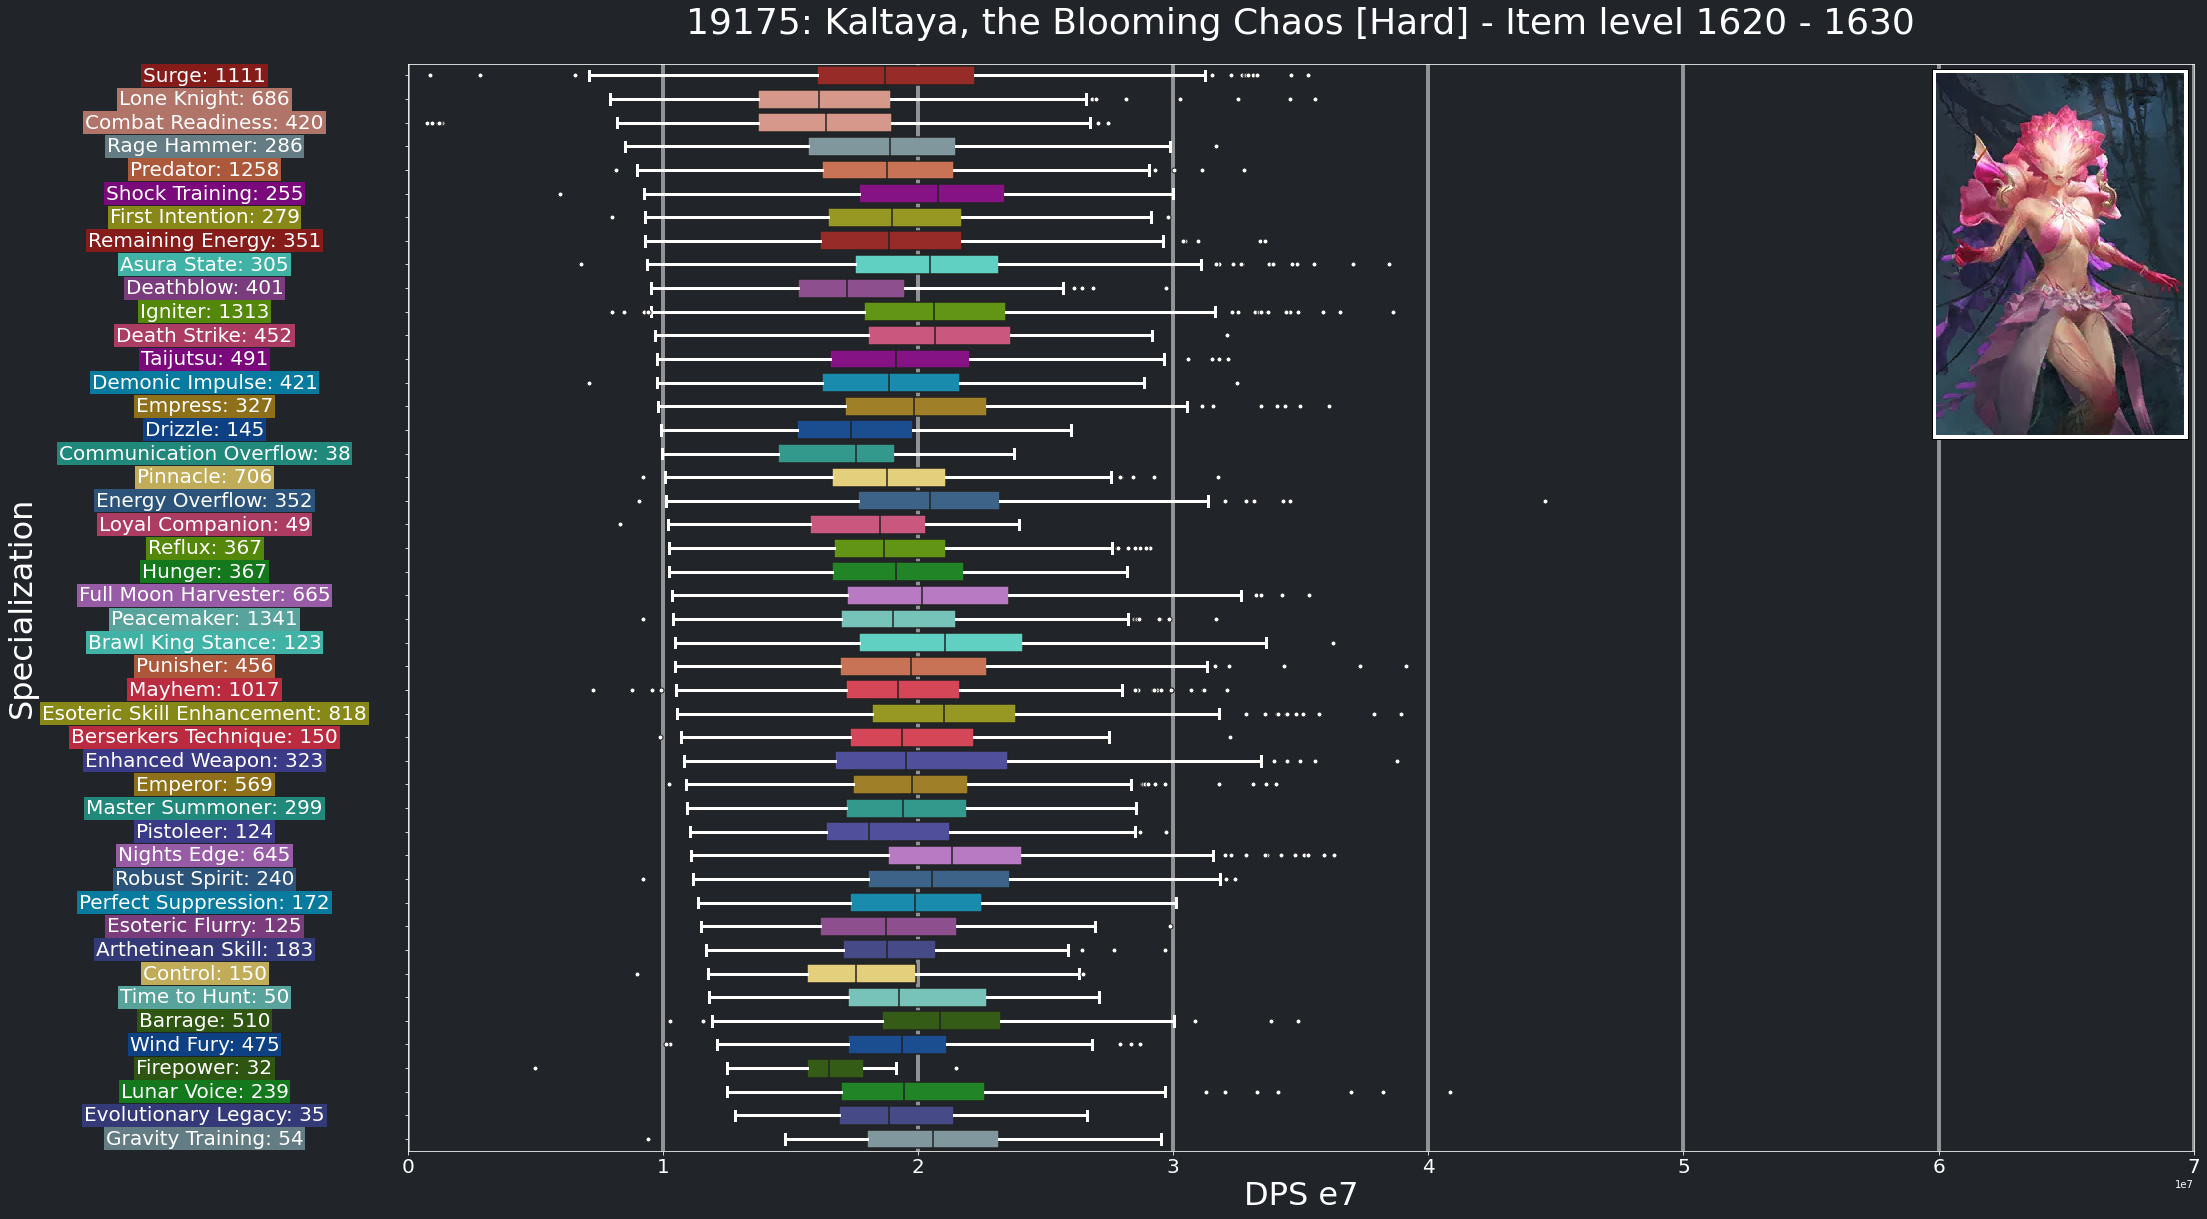 19175: Kaltaya, the Blooming Chaos [Hard] - Item level 1620 - 1630
Specialization
Surge: 1111
Lone Knight: 686
Combat Readiness: 420
Rage Hammer: 286
Predator: 1258
Shock Training: 255
First Intention: 279
Remaining Energy: 351
Asura State: 305
Deathblow: 401
Igniter: 1313
Death Strike: 452
Taijutsu: 491
Demonic Impulse: 421
Empress: 327
Drizzle: 145
Communication Overflow: 38
Pinnacle: 706
Energy Overflow: 352
Loyal Companion: 49
Reflux: 367
Hunger: 367
Full Moon Harvester: 665
Peacemaker: 1341
Brawl King Stance: 123
Punisher: 456
Mayhem: 1017
Esoteric Skill Enhancement: 818
Berserkers Technique: 150
Enhanced Weapon: 323
Emperor: 569
Master Summoner: 299
Pistoleer: 124
Nights Edge: 645
Robust Spirit: 240
Perfect Suppression: 172
Esoteric Flurry: 125
Arthetinean Skill: 183
Control: 150
Time to Hunt: 50
Barrage: 510
Wind Fury: 475
Firepower: 32
Lunar Voice: 239
Evolutionary Legacy: 35
Gravity Training: 54
0 1 2 3 4 5 6 7
1e7
DPS e7